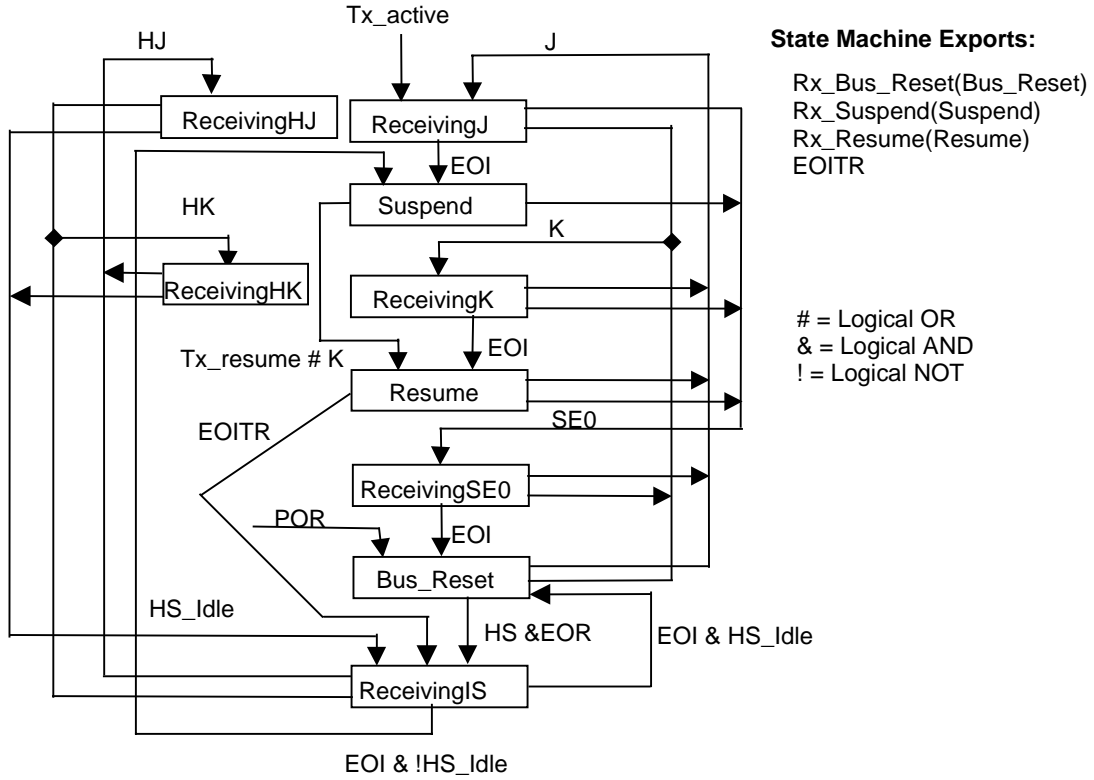 Tx_active
HJ
J
State Machine Exports:
Rx_Bus_Reset(Bus_Reset)
Rx_Suspend(Suspend)
Rx_Resume(Resume)
EOITR
ReceivingHJ
ReceivingJ
EOI
Suspend
HK
K
ReceivingHK
ReceivingK
# = Logical OR
& = Logical AND
! = Logical NOT
Tx_resume # K
EOI
Resume
EOITR
SE0
ReceivingSE0
POR
EOI
Bus_Reset
HS_Idle
HS &EOR
EOI & HS_Idle
ReceivingIS
EOI & !HS_Idle